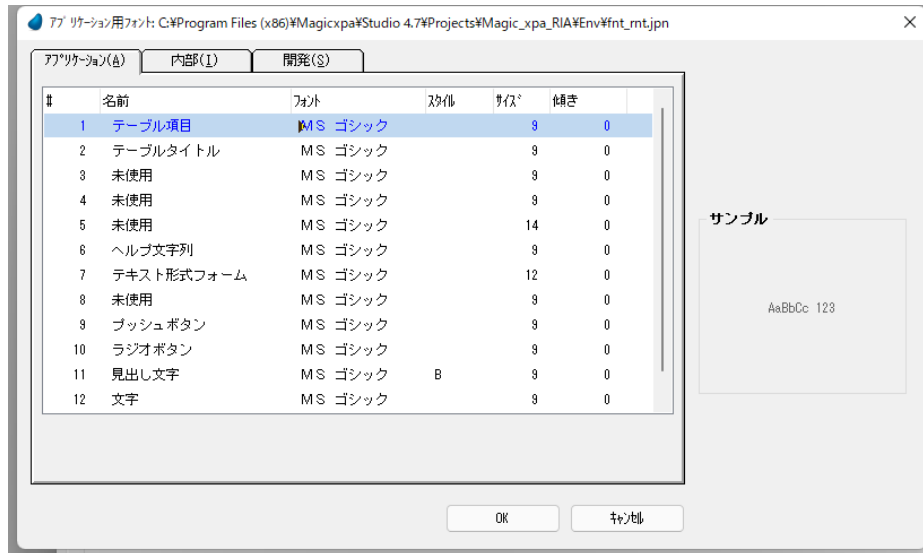 ｱﾌﾟﾘｹｰｼｮﾝ用ﾌｫﾝﾄ: C:¥Program Files (x86)¥Magicxpa¥Studio 4.7¥Projects¥Magic_xpa_RIA¥Env¥fnt_rnt.jpn
ｱﾌﾟﾘｹｰｼｮﾝ(A) 内部(I) 開発(S)
# 名前 ﾌｫﾝﾄ ｽﾀｲﾙ ｻｲｽﾞ 傾き
1 テーブル項目 ＭＳ ゴシック 9 0
2 テーブルタイトル ＭＳ ゴシック 9 0
3 未使用 ＭＳ ゴシック 9 0
4 未使用 ＭＳ ゴシック 9 0
5 未使用 ＭＳ ゴシック 14 0
6 ヘルプ文字列 ＭＳ ゴシック 9 0
7 テキスト形式フォーム ＭＳ ゴシック 12 0
8 未使用 ＭＳ ゴシック 9 0
9 プッシュボタン ＭＳ ゴシック 9 0
10 ラジオボタン ＭＳ ゴシック 9 0
11 見出し文字 ＭＳ ゴシック B 9 0
12 文字 ＭＳ ゴシック 9 0
サンプル
AaBbCc 123
OK ｷｬﾝｾﾙ